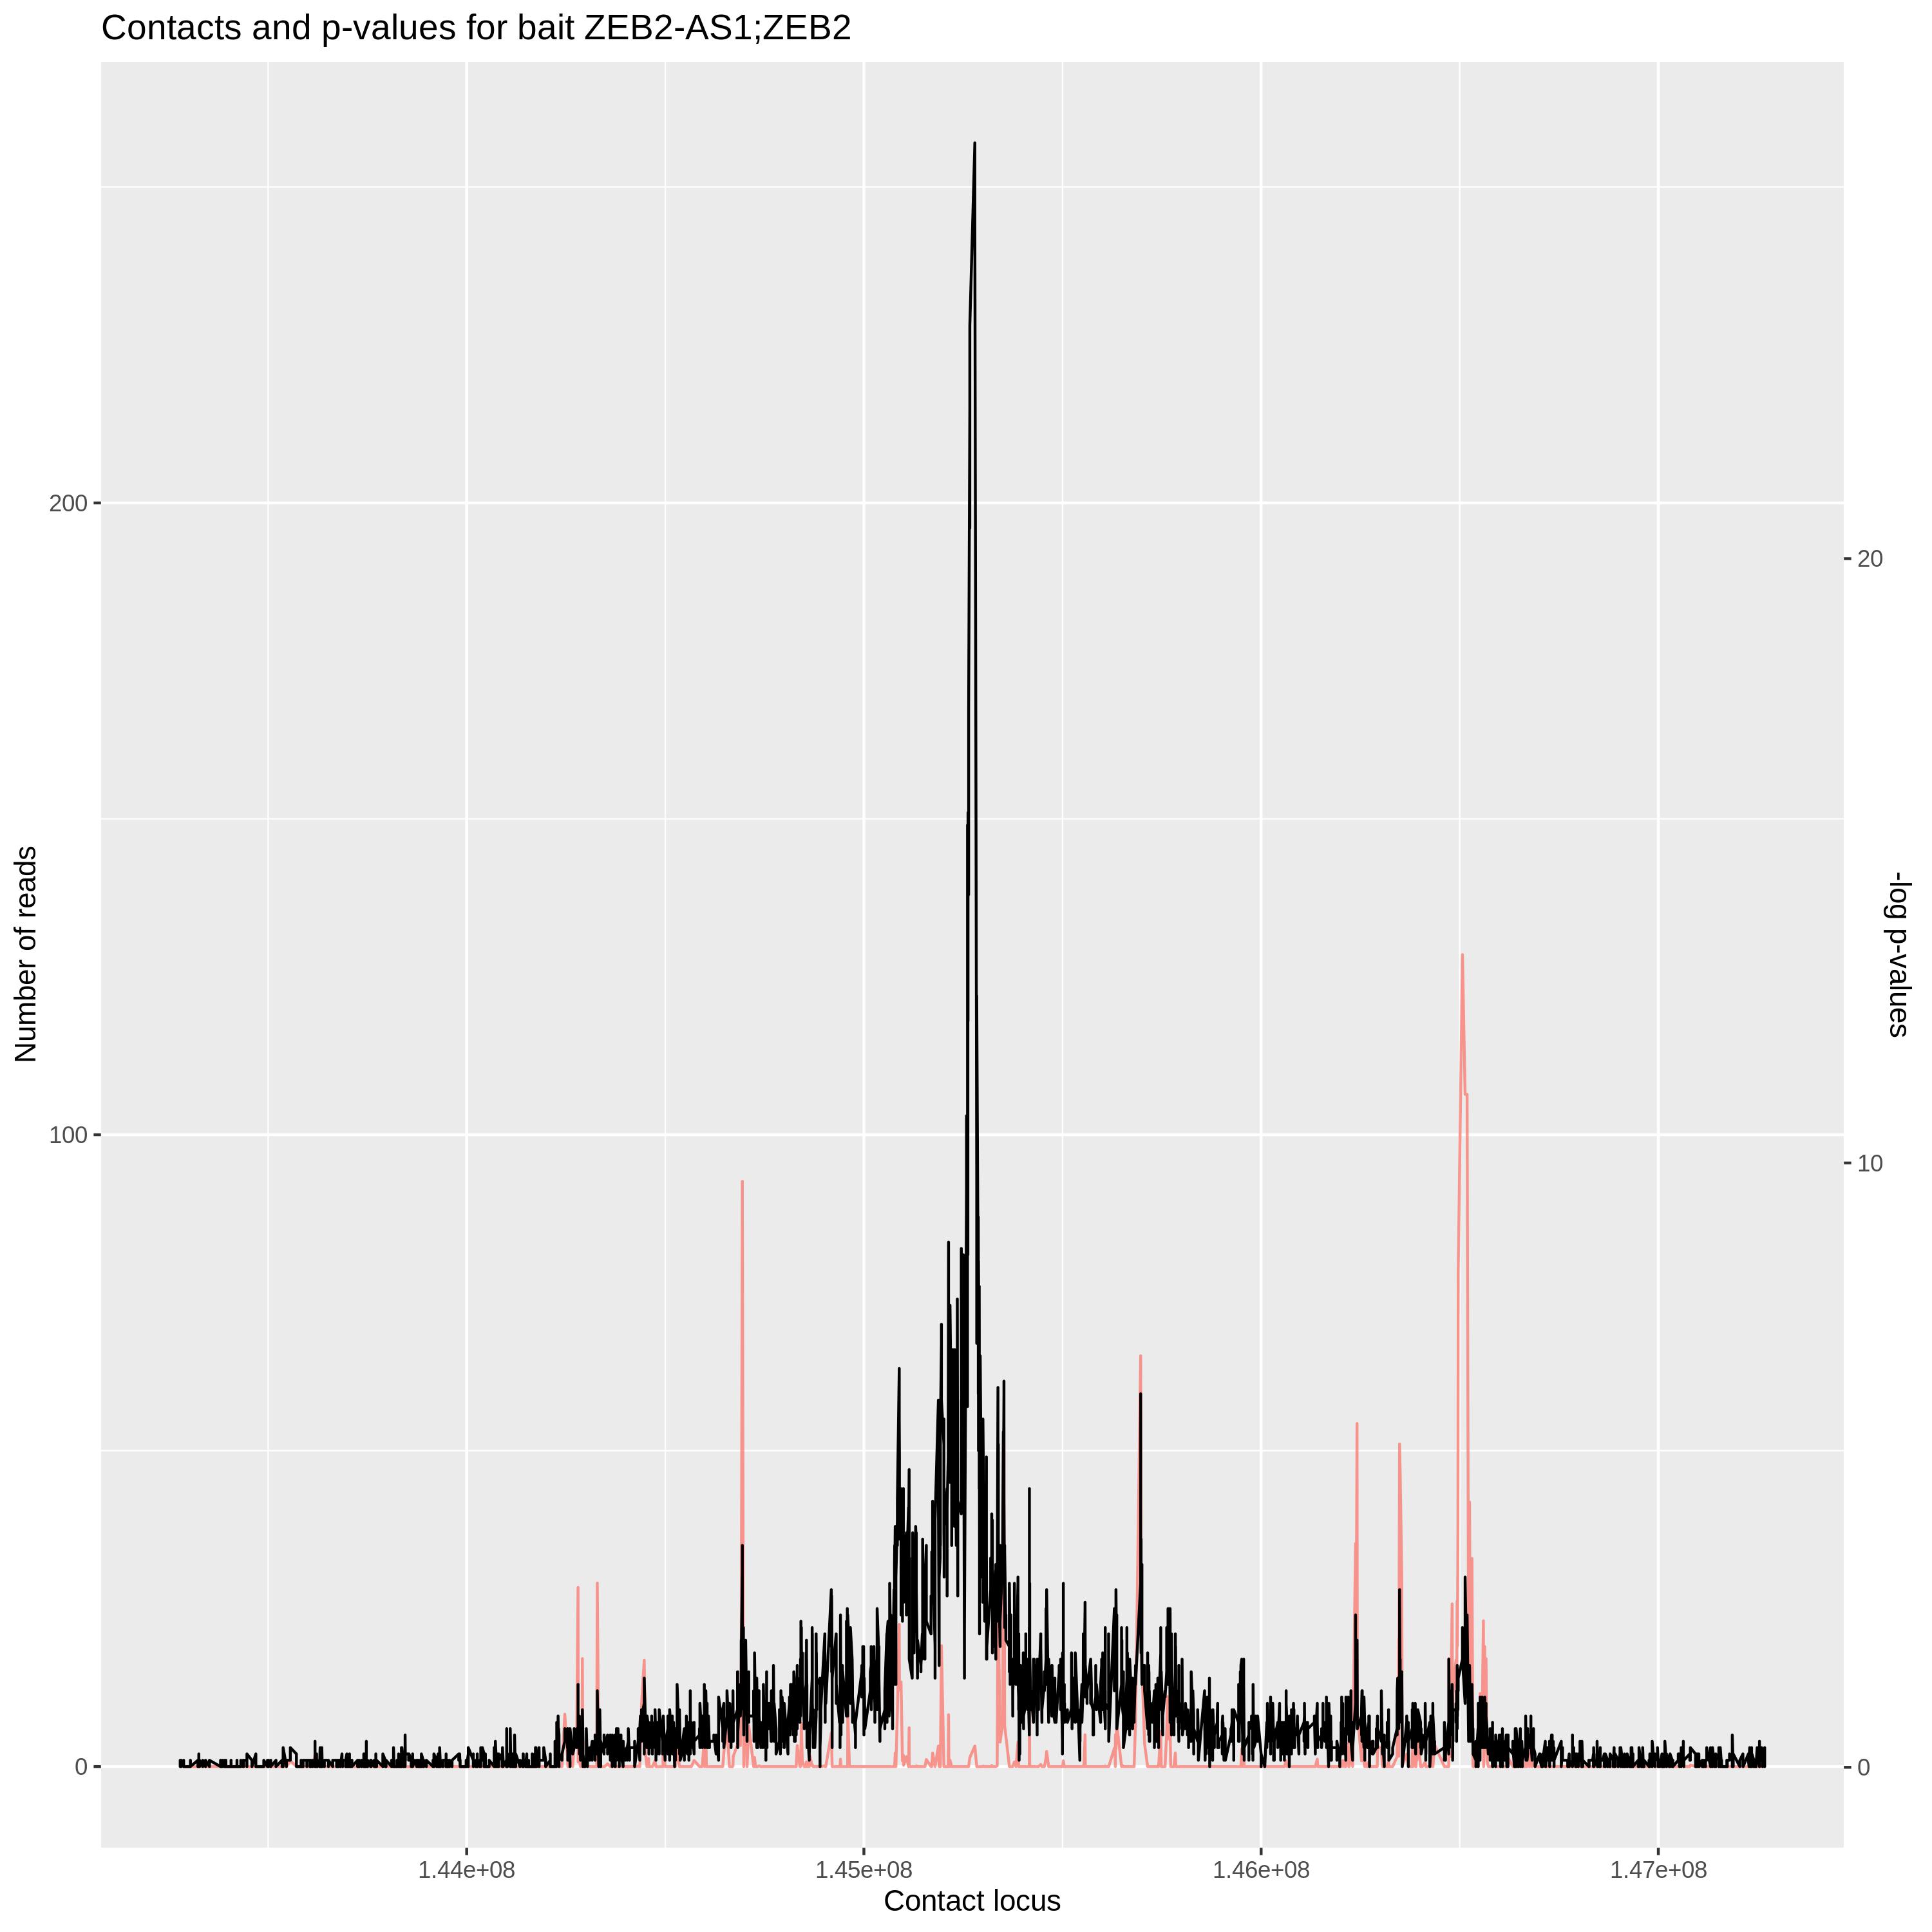 Contacts and p-values for bait ZEB2-AS1;ZEB2
Number of reads
200
100
0
20
10
0
-log p-values
1.44e+08
1.45e+08
1.46e+08
1.47e+08
Contact locus